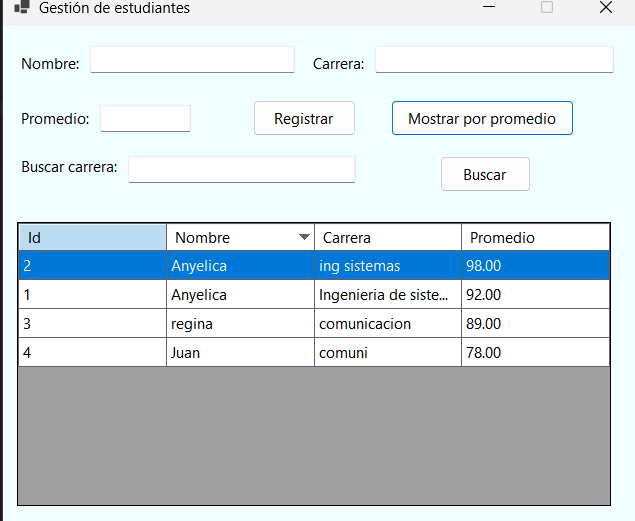 Gestión de estudiantes
Nombre: Carrera:
Promedio: Registrar Mostrar por promedio
Buscar carrera: Buscar
Id Nombre Carrera Promedio
2 Anyelica ing sistemas 98.00
1 Anyelica Ingenieria de siste... 92.00
3 regina comunicacion 89.00
4 Juan comuni 78.00